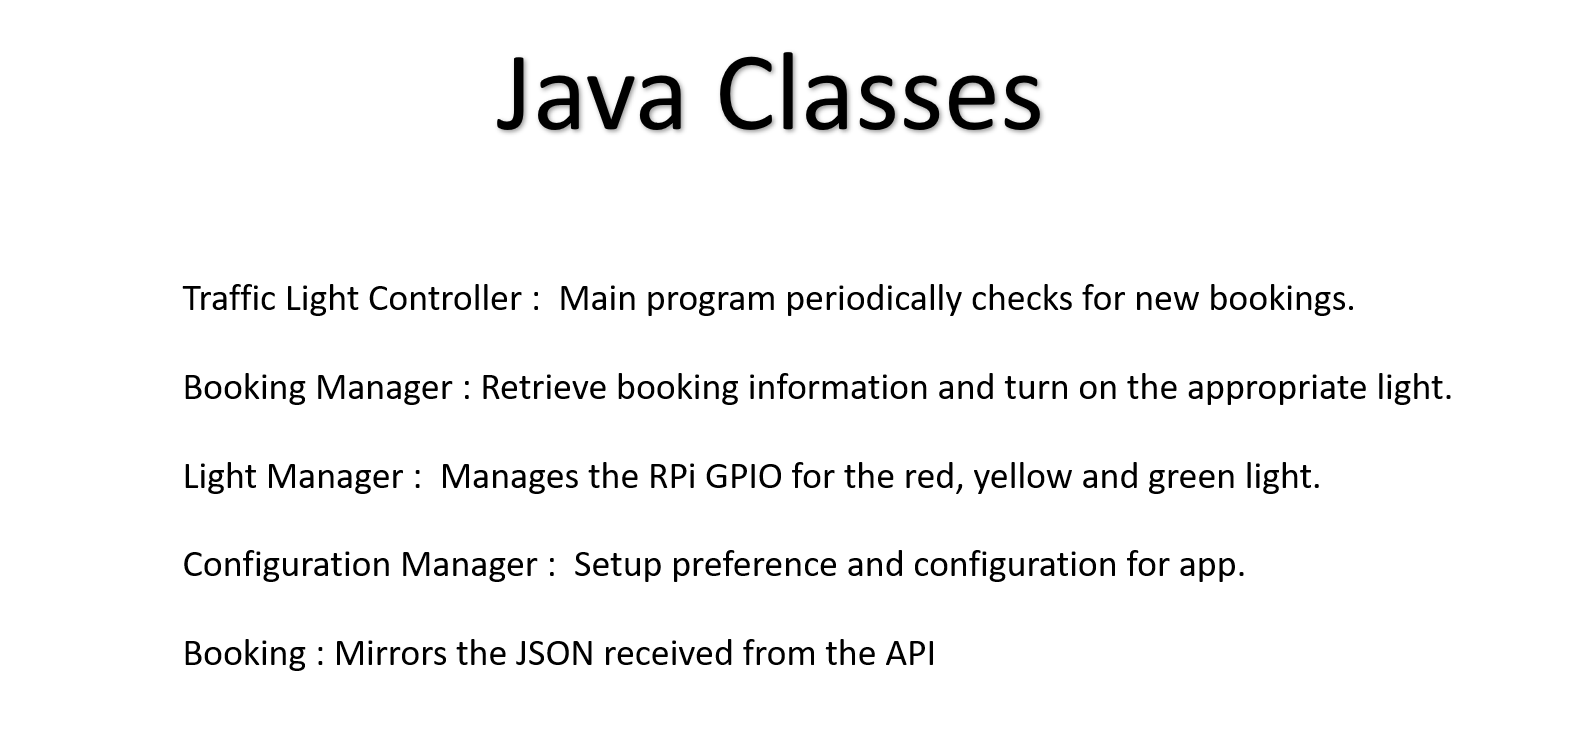 Java Classes
Traffic Light Controller :  Main program periodically checks for new bookings.
Booking Manager : Retrieve booking information and turn on the appropriate light.
Light Manager :  Manages the RPi GPIO for the red, yellow and green light.
Configuration Manager :  Setup preference and configuration for app.
Booking : Mirrors the JSON received from the API